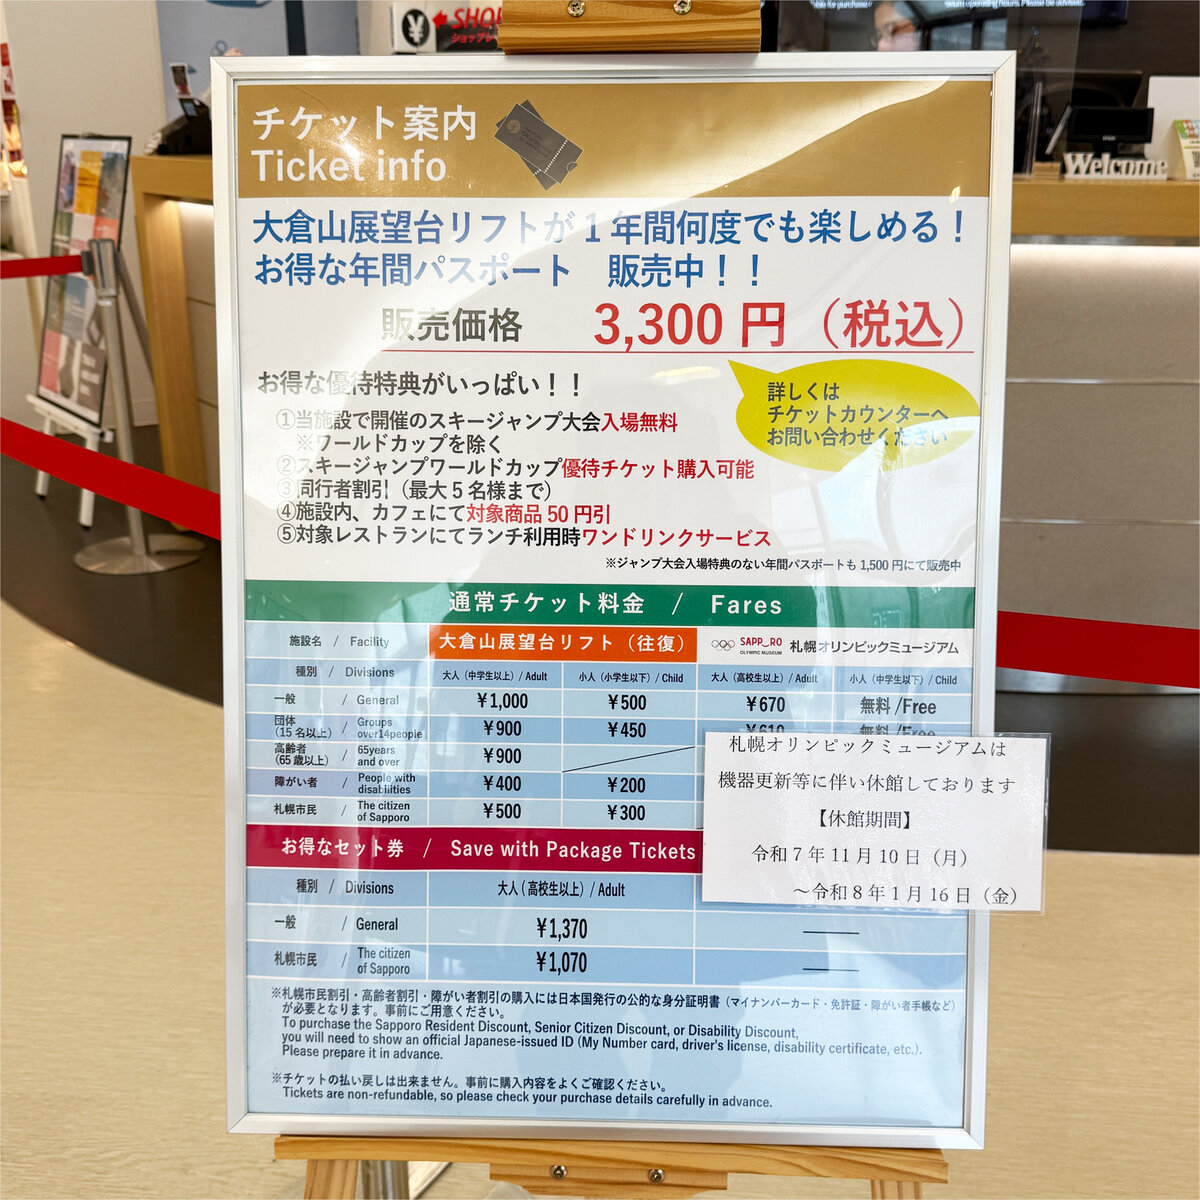 SHOP
ショップ
Welcome
チケット案内
Ticket info
大倉山展望台リフトが1年間何度でも楽しめる！
お得な年間パスポート　販売中！！
販売価格　3,300円（税込）
お得な優待特典がいっぱい！！
詳しくは
チケットカウンターへ
お問い合わせください
①当施設で開催のスキージャンプ大会入場無料
※ワールドカップを除く
②スキージャンプワールドカップ優待チケット購入可能
③同行者割引（最大5名様まで）
④施設内、カフェにて対象商品50円引
⑤対象レストランにてランチ利用時ワンドリンクサービス
※ジャンプ大会入場特典のない年間パスポートも1,500円にて販売中
通常チケット料金　/　Fares
施設名 / Facility 大倉山展望台リフト（往復） SAPPORO OLYMPIC MUSEUM 札幌オリンピックミュージアム
種別 / Divisions 大人（中学生以上）/ Adult 小人（小学生以下）/ Child 大人（高校生以上）/ Adult 小人（中学生以下）/ Child
一般 / General ¥1,000 ¥500 ¥670 無料/Free
団体（15名以上） / Groups over14people ¥900 ¥450 ¥610 無料/Free
高齢者（65歳以上） / 65years and over ¥900
障がい者 / People with disabilities ¥400 ¥200
札幌市民 / The citizen of Sapporo ¥500 ¥300
札幌オリンピックミュージアムは
機器更新等に伴い休館しております
【休館期間】
令和7年11月10日（月）
～令和8年1月16日（金）
お得なセット券 / Save with Package Tickets
種別 / Divisions 大人（高校生以上）/ Adult
一般 / General ¥1,370
札幌市民 / The citizen of Sapporo ¥1,070
※札幌市民割引・高齢者割引・障がい者割引の購入には日本国発行の公的な身分証明書（マイナンバーカード・免許証・障がい者手帳など）
が必要となります。事前にご用意ください。
To purchase the Sapporo Resident Discount, Senior Citizen Discount, or Disability Discount,
you will need to show an official Japanese-issued ID (My Number card, driver's license, disability certificate, etc.).
Please prepare it in advance.
※チケットの払い戻しは出来ません。事前に購入内容をよくご確認ください。
Tickets are non-refundable, so please check your purchase details carefully in advance.